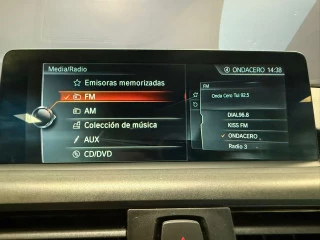 Media/Radio
ONDACERO 14:38
Emisoras memorizadas
FM
AM
Colección de música
AUX
CD/DVD
FM
Onda Cero Tol 92.5
DIAL96.8
KISS FM
ONDACERO
Radio 3